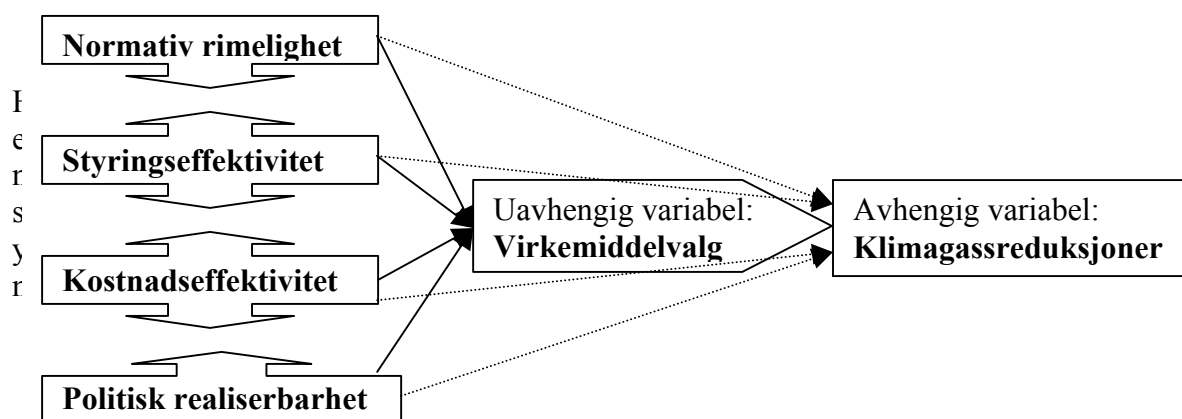 Normativ rimelighet
Styringseffektivitet
Kostnadseffektivitet
Politisk realiserbarhet
Uavhengig variabel:
Virkemiddelvalg
Avhengig variabel:
Klimagassreduksjoner